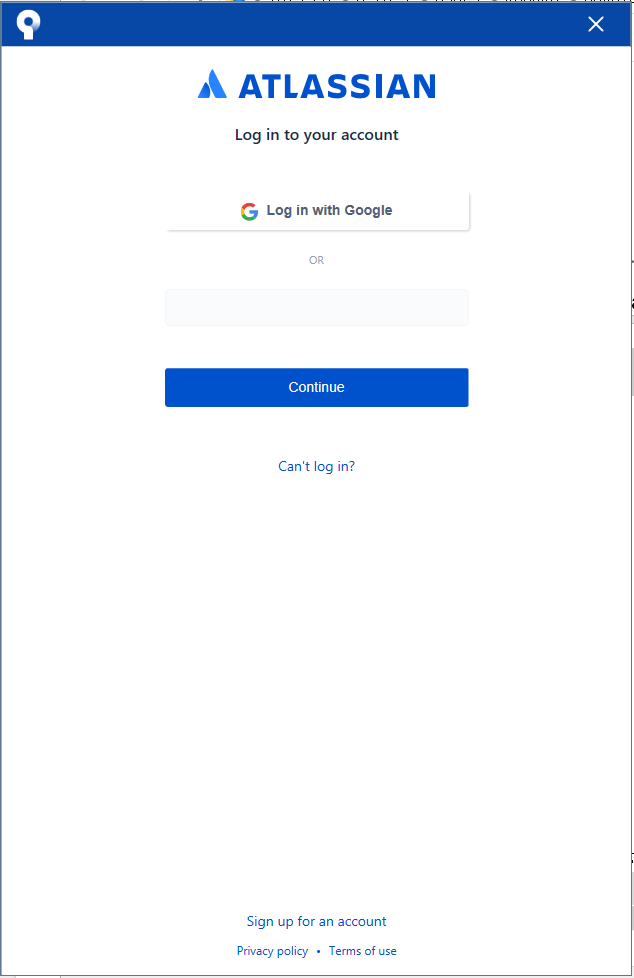 ATLASSIAN
Log in to your account
Log in with Google
OR
Continue
Can't log in?
Sign up for an account
Privacy policy • Terms of use